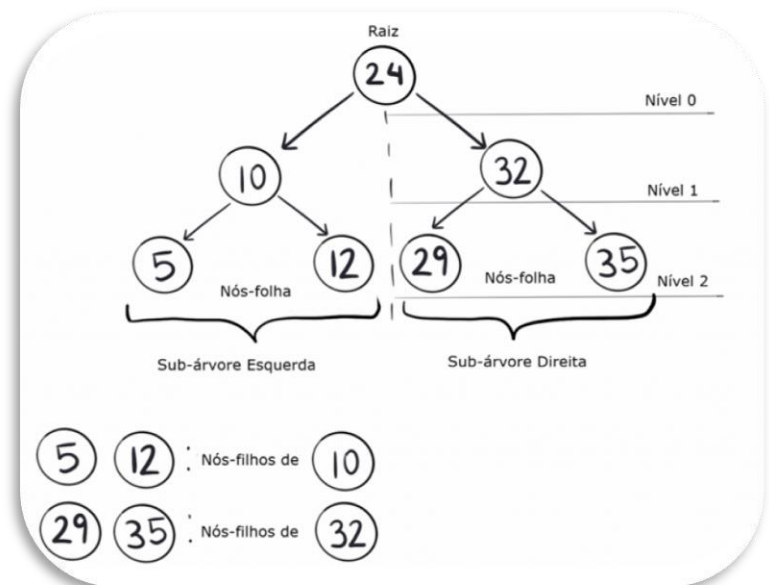 Raiz
24
Nível 0
10
32
Nível 1
5
12
29
35
Nós-folha
Nós-folha
Nível 2
Sub-árvore Esquerda
Sub-árvore Direita
5 12 : Nós-filhos de 10
29 35 : Nós-filhos de 32